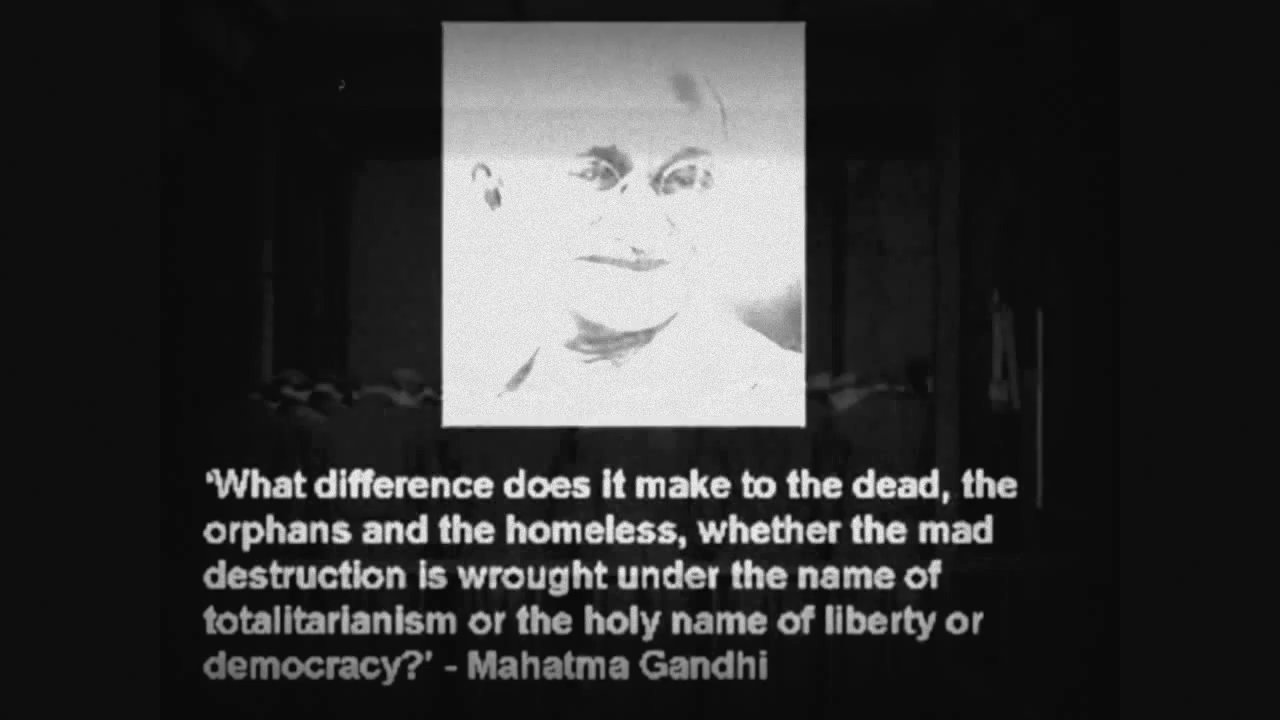 ‘What difference does it make to the dead, the
orphans and the homeless, whether the mad
destruction is wrought under the name of
totalitarianism or the holy name of liberty or
democracy?’ - Mahatma Gandhi